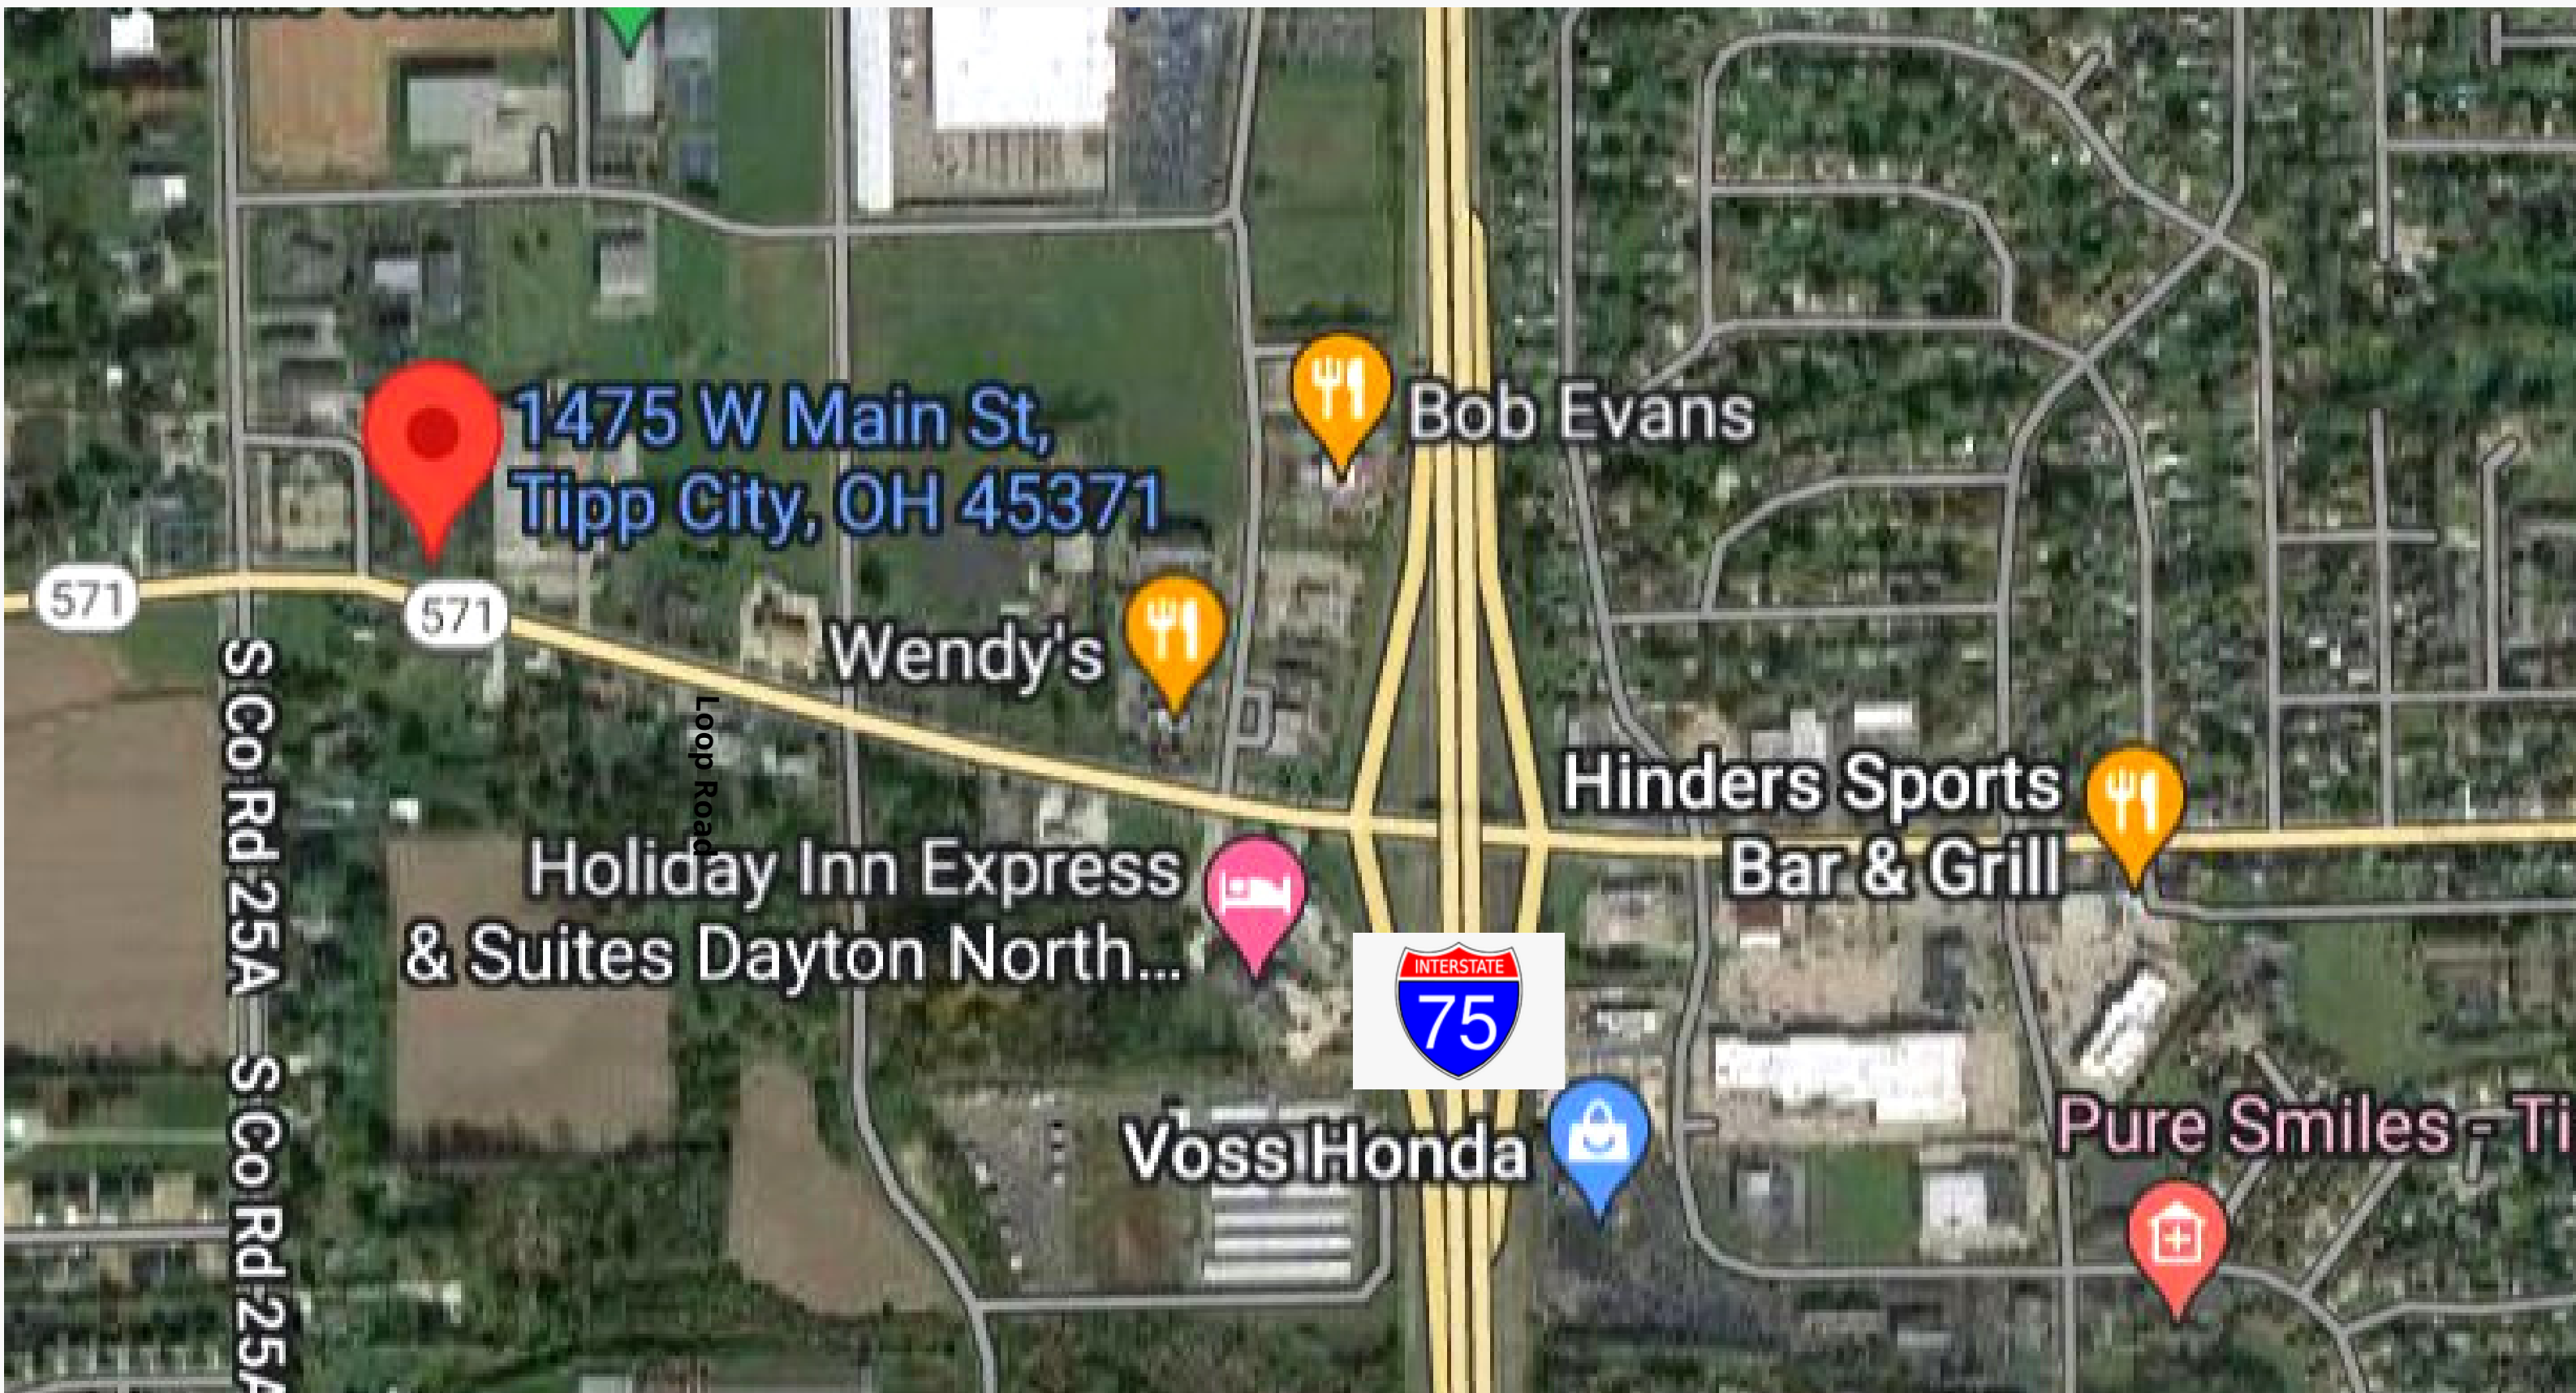 1475 W Main St,
Tipp City, OH 45371
Bob Evans
571
571
Wendy's
S Co Rd 25A
S Co Rd 25A
Loop Road
Hinders Sports
Bar & Grill
Holiday Inn Express
& Suites Dayton North...
INTERSTATE
75
Voss Honda
Pure Smiles - Ti